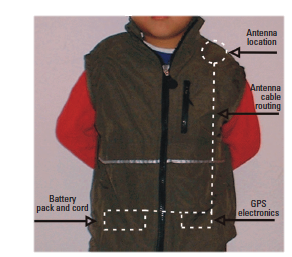 Antenna
location
Antenna
cable
routing
Battery
pack and cord
GPS
electronics